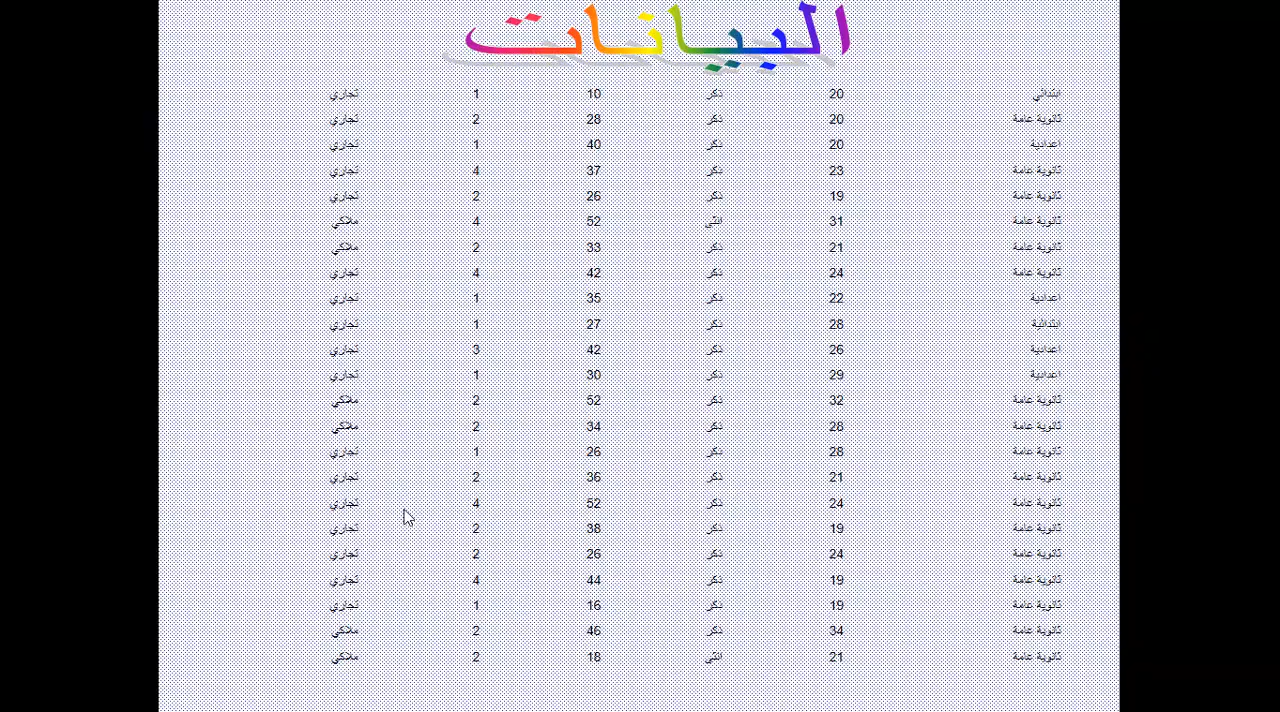 البيانات
ابتدائي 20 ذكر 10 1 تجاري
ثانوية عامة 20 ذكر 28 2 تجاري
اعدادية 20 ذكر 40 1 تجاري
ثانوية عامة 23 ذكر 37 4 تجاري
ثانوية عامة 19 ذكر 26 2 تجاري
ثانوية عامة 31 انثى 52 4 ملاكي
ثانوية عامة 21 ذكر 33 2 ملاكي
ثانوية عامة 24 ذكر 42 4 تجاري
اعدادية 22 ذكر 35 1 تجاري
ابتدائية 28 ذكر 27 1 تجاري
اعدادية 26 ذكر 42 3 تجاري
اعدادية 29 ذكر 30 1 تجاري
ثانوية عامة 32 ذكر 52 2 ملاكي
ثانوية عامة 28 ذكر 34 2 ملاكي
ثانوية عامة 28 ذكر 26 1 تجاري
ثانوية عامة 21 ذكر 36 2 تجاري
ثانوية عامة 24 ذكر 52 4 تجاري
ثانوية عامة 19 ذكر 38 2 تجاري
ثانوية عامة 24 ذكر 26 2 تجاري
ثانوية عامة 19 ذكر 44 4 تجاري
ثانوية عامة 19 ذكر 16 1 تجاري
ثانوية عامة 34 ذكر 46 2 ملاكي
ثانوية عامة 21 انثى 18 2 ملاكي